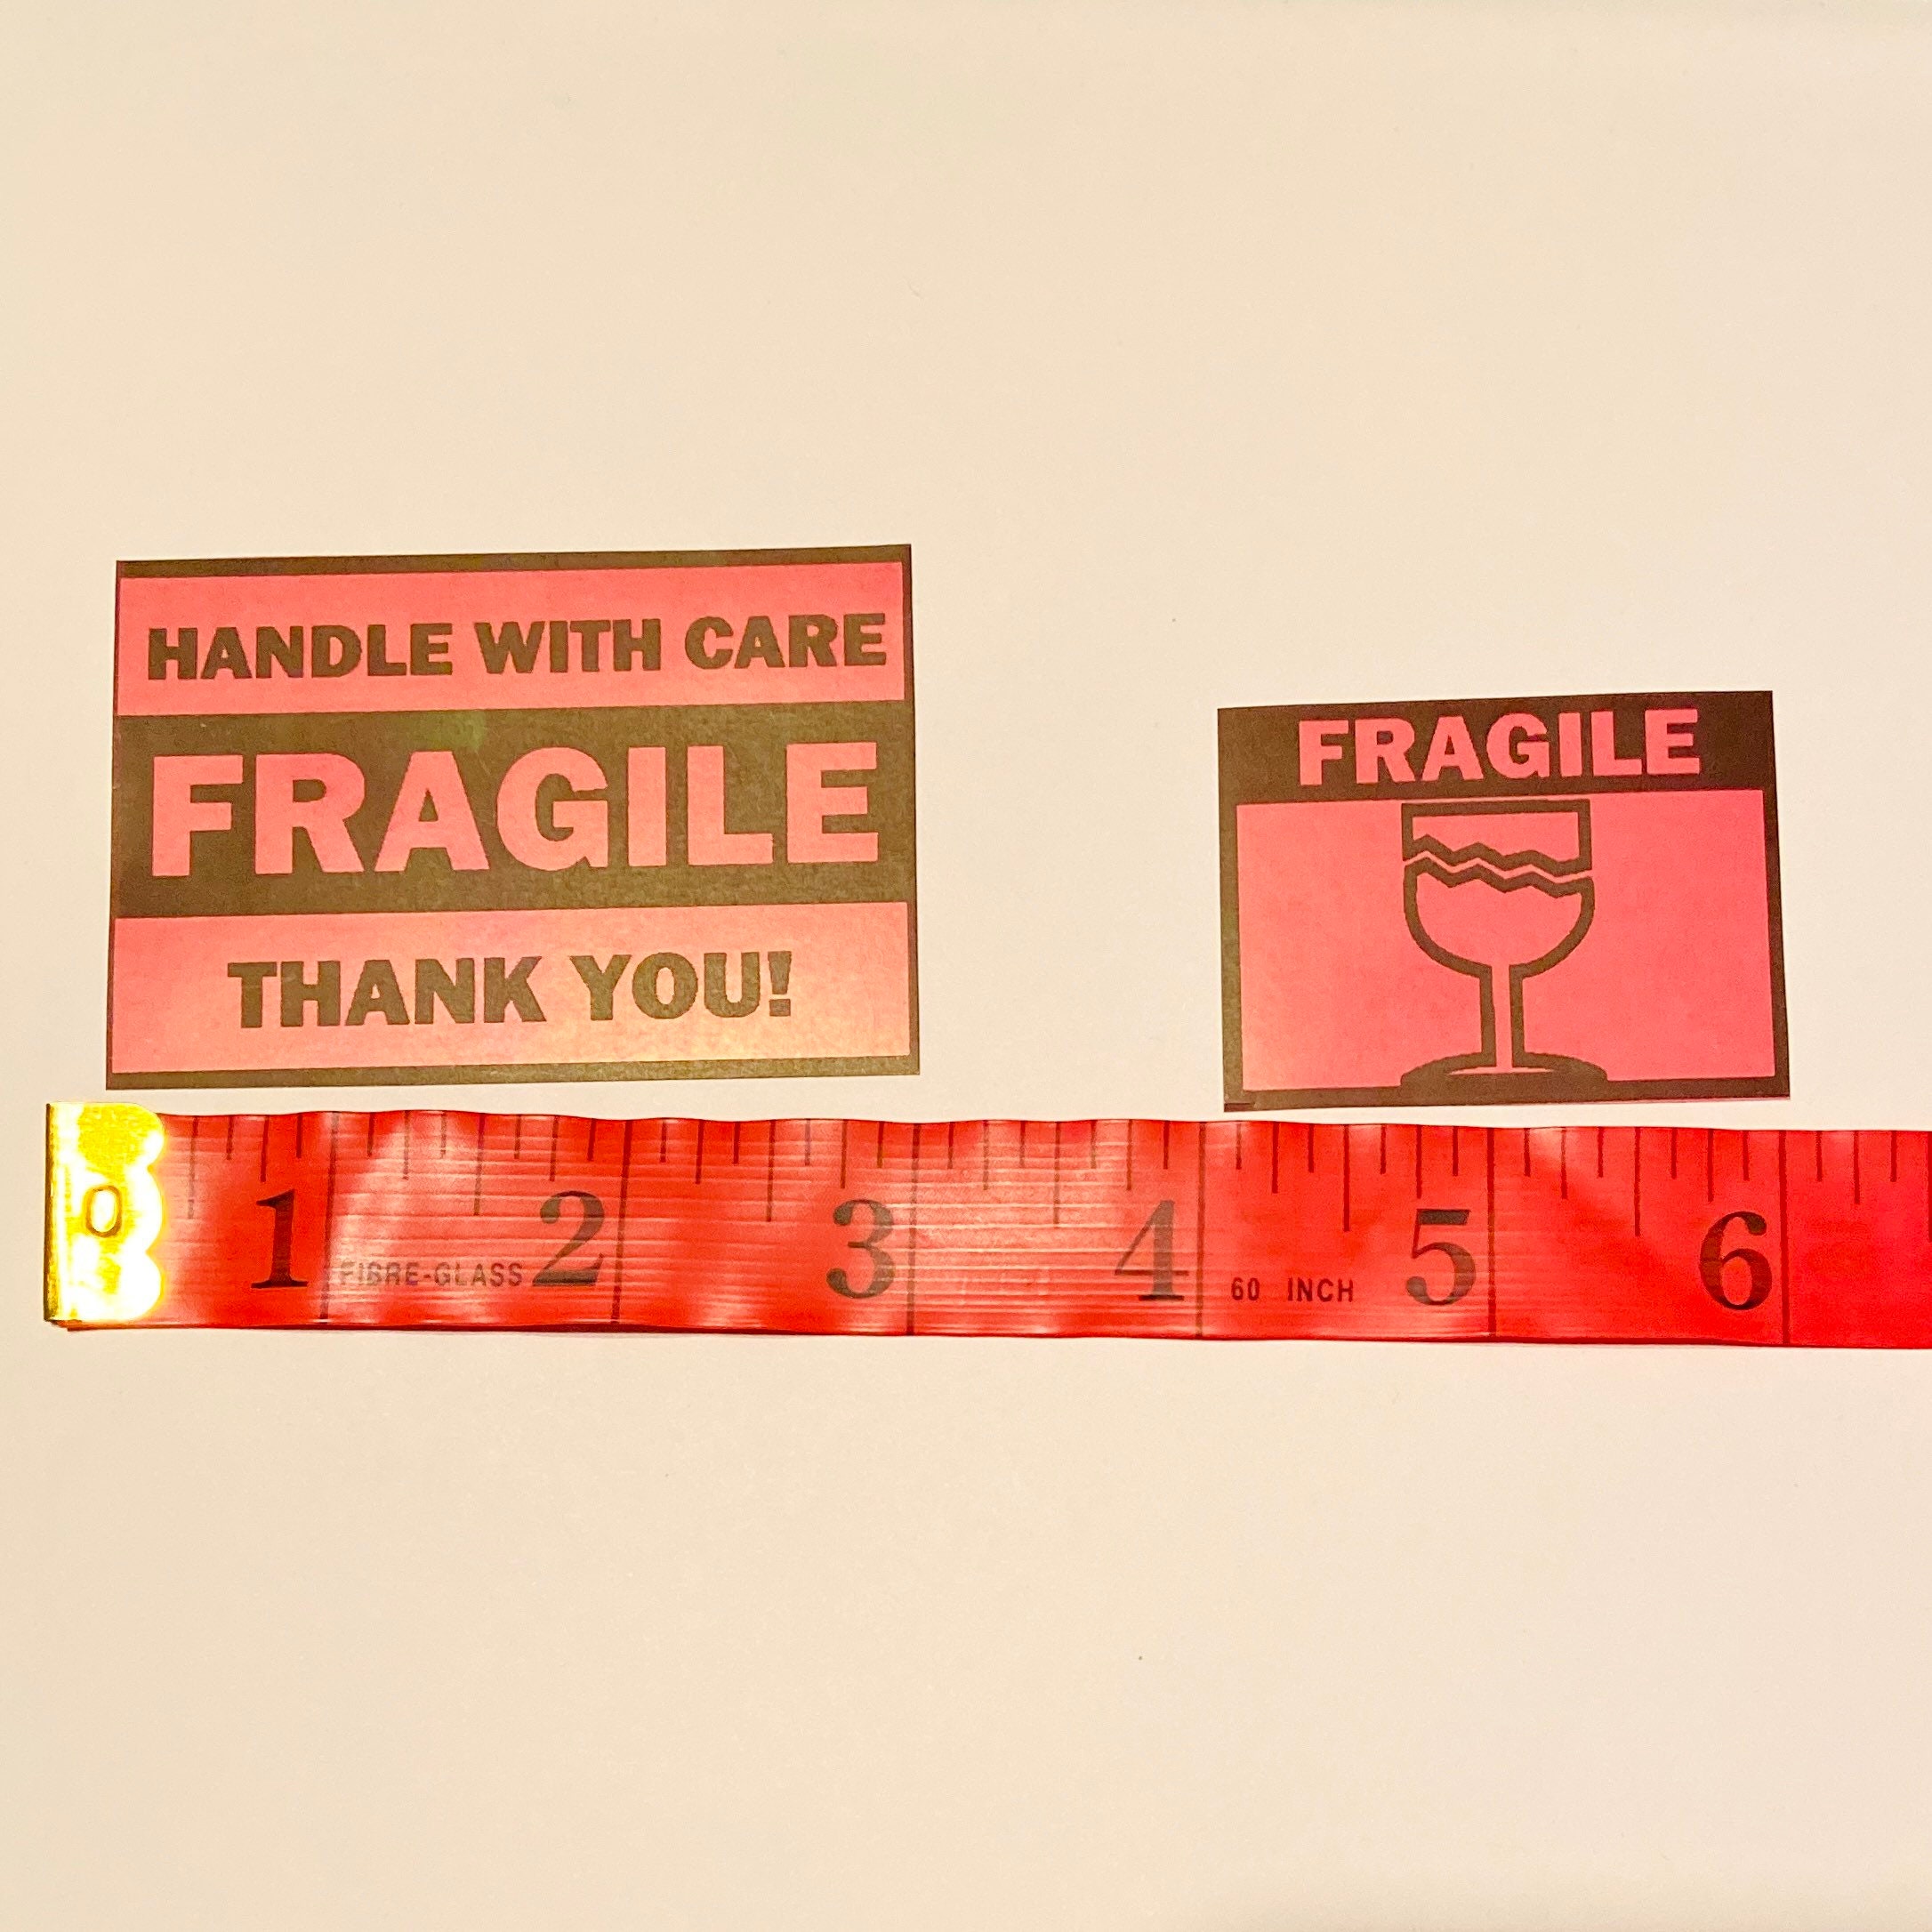 HANDLE WITH CARE
FRAGILE
THANK YOU!
FRAGILE
0 1 FIBRE-GLASS 2 3 4 60 INCH 5 6